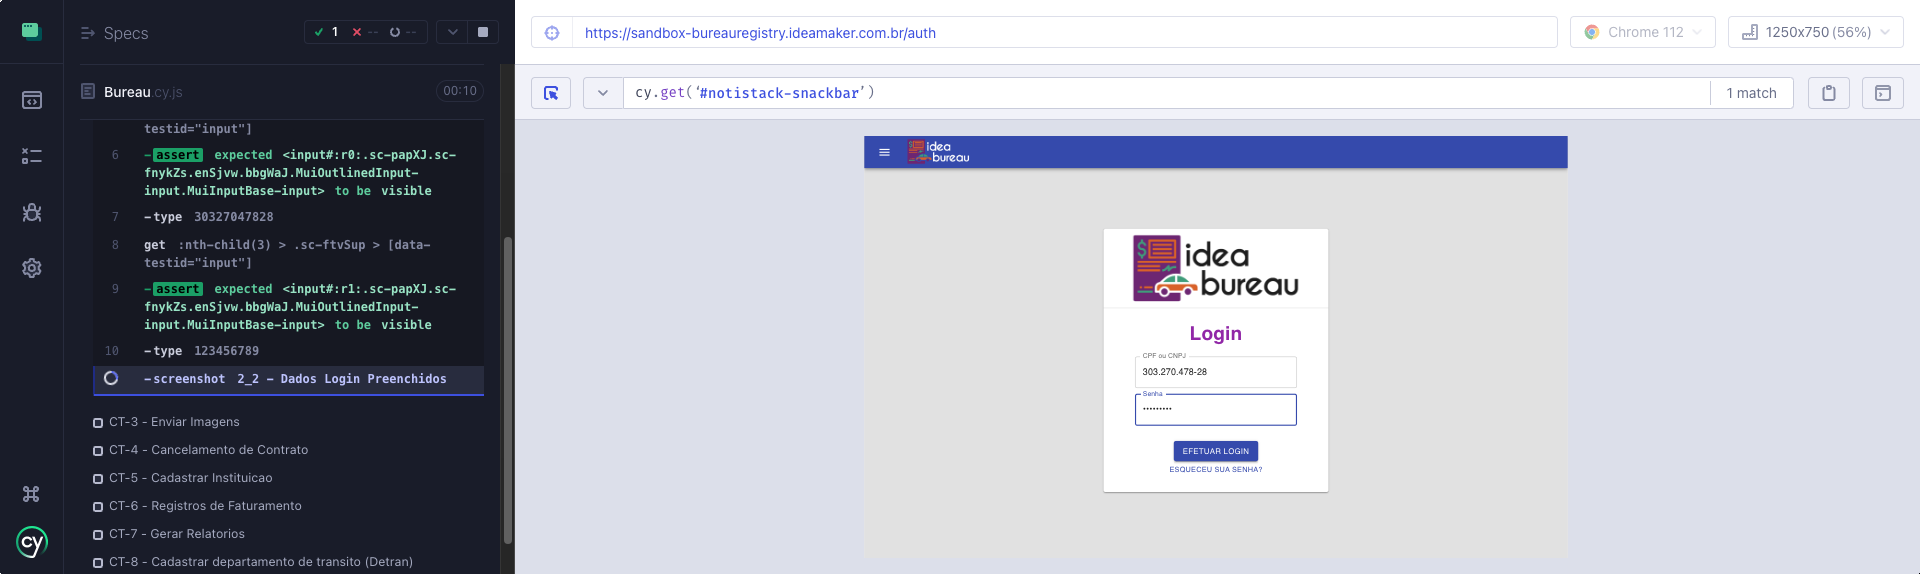 Specs
1
--
--
https://sandbox-bureauregistry.ideamaker.com.br/auth
Chrome 112
1250x750 (56%)
Bureau.cy.js
00:10
cy.get('#notistack-snackbar')
1 match
testid="input"]
6 -assert expected <input#:r0:.sc-papXJ.sc-
fnykZs.enSjvw.bbgWaJ.MuiOutlinedInput-
input.MuiInputBase-input> to be visible
7 -type 30327047828
8 get :nth-child(3) > .sc-ftvSup > [data-
testid="input"]
9 -assert expected <input#:r1:.sc-papXJ.sc-
fnykZs.enSjvw.bbgWaJ.MuiOutlinedInput-
input.MuiInputBase-input> to be visible
10 -type 123456789
-screenshot 2_2 - Dados Login Preenchidos
CT-3 - Enviar Imagens
CT-4 - Cancelamento de Contrato
CT-5 - Cadastrar Instituicao
CT-6 - Registros de Faturamento
CT-7 - Gerar Relatorios
CT-8 - Cadastrar departamento de transito (Detran)
cy
idea
bureau
idea
bureau
Login
CPF ou CNPJ
303.270.478-28
Senha
•••••••••
EFETUAR LOGIN
ESQUECEU SUA SENHA?